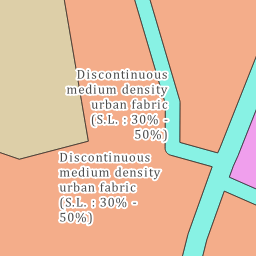 Discontinuous
medium density
urban fabric
(S.L. : 30% -
50%)
Discontinuous
medium density
urban fabric
(S.L. : 30% -
50%)